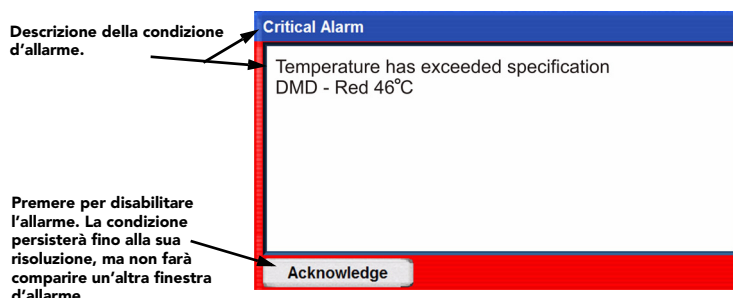 Descrizione della condizione
d'allarme.
Critical Alarm
Temperature has exceeded specification
DMD - Red 46°C
Premere per disabilitare
l'allarme. La condizione
persisterà fino alla sua
risoluzione, ma non farà
comparire un'altra finestra
d'allarme
Acknowledge